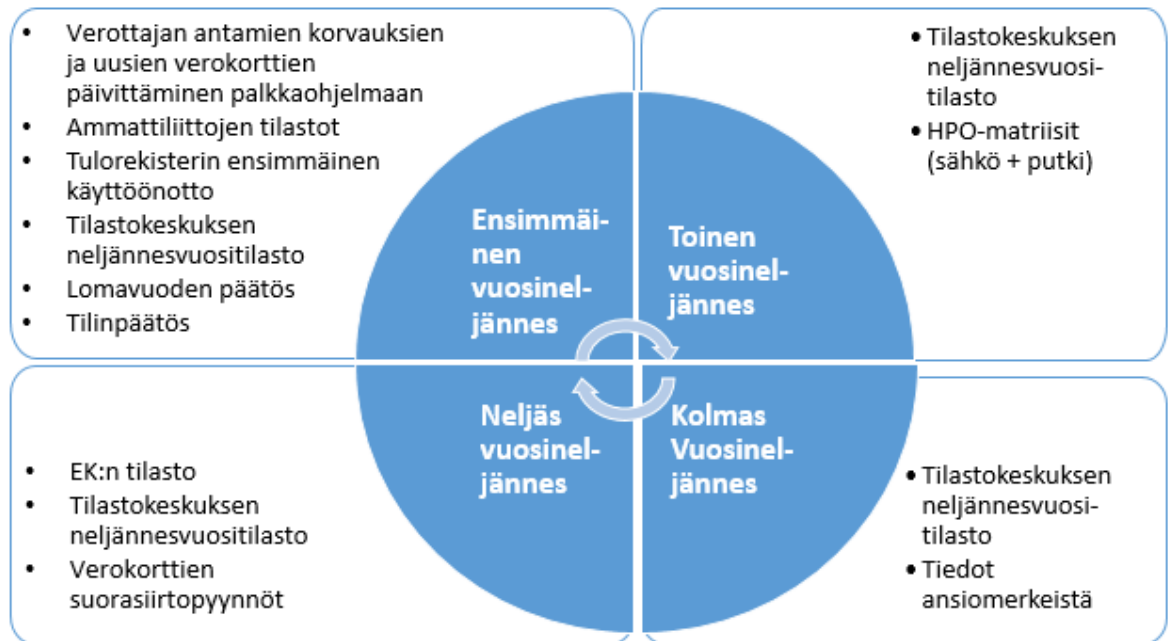 • Verottajan antamien korvauksien
ja uusien verokorttien
päivittäminen palkkaohjelmaan
• Ammattiliittojen tilastot
• Tulorekisterin ensimmäinen
käyttöönotto
• Tilastokeskuksen
neljännesvuositilasto
• Lomavuoden päätös
• Tilinpäätös
• Tilastokeskuksen
neljännesvuosi-
tilasto
• HPO-matriisit
(sähkö + putki)
Ensimmäi-
nen
vuosinel-
jännes
Toinen
vuosinel-
jännes
Neljäs
vuosinel-
jännes
Kolmas
Vuosinel-
jännes
• EK:n tilasto
• Tilastokeskuksen
neljännesvuositilasto
• Verokorttien
suorasiirtopyynnöt
• Tilastokeskuksen
neljännesvuosi-
tilasto
• Tiedot
ansiomerkeistä